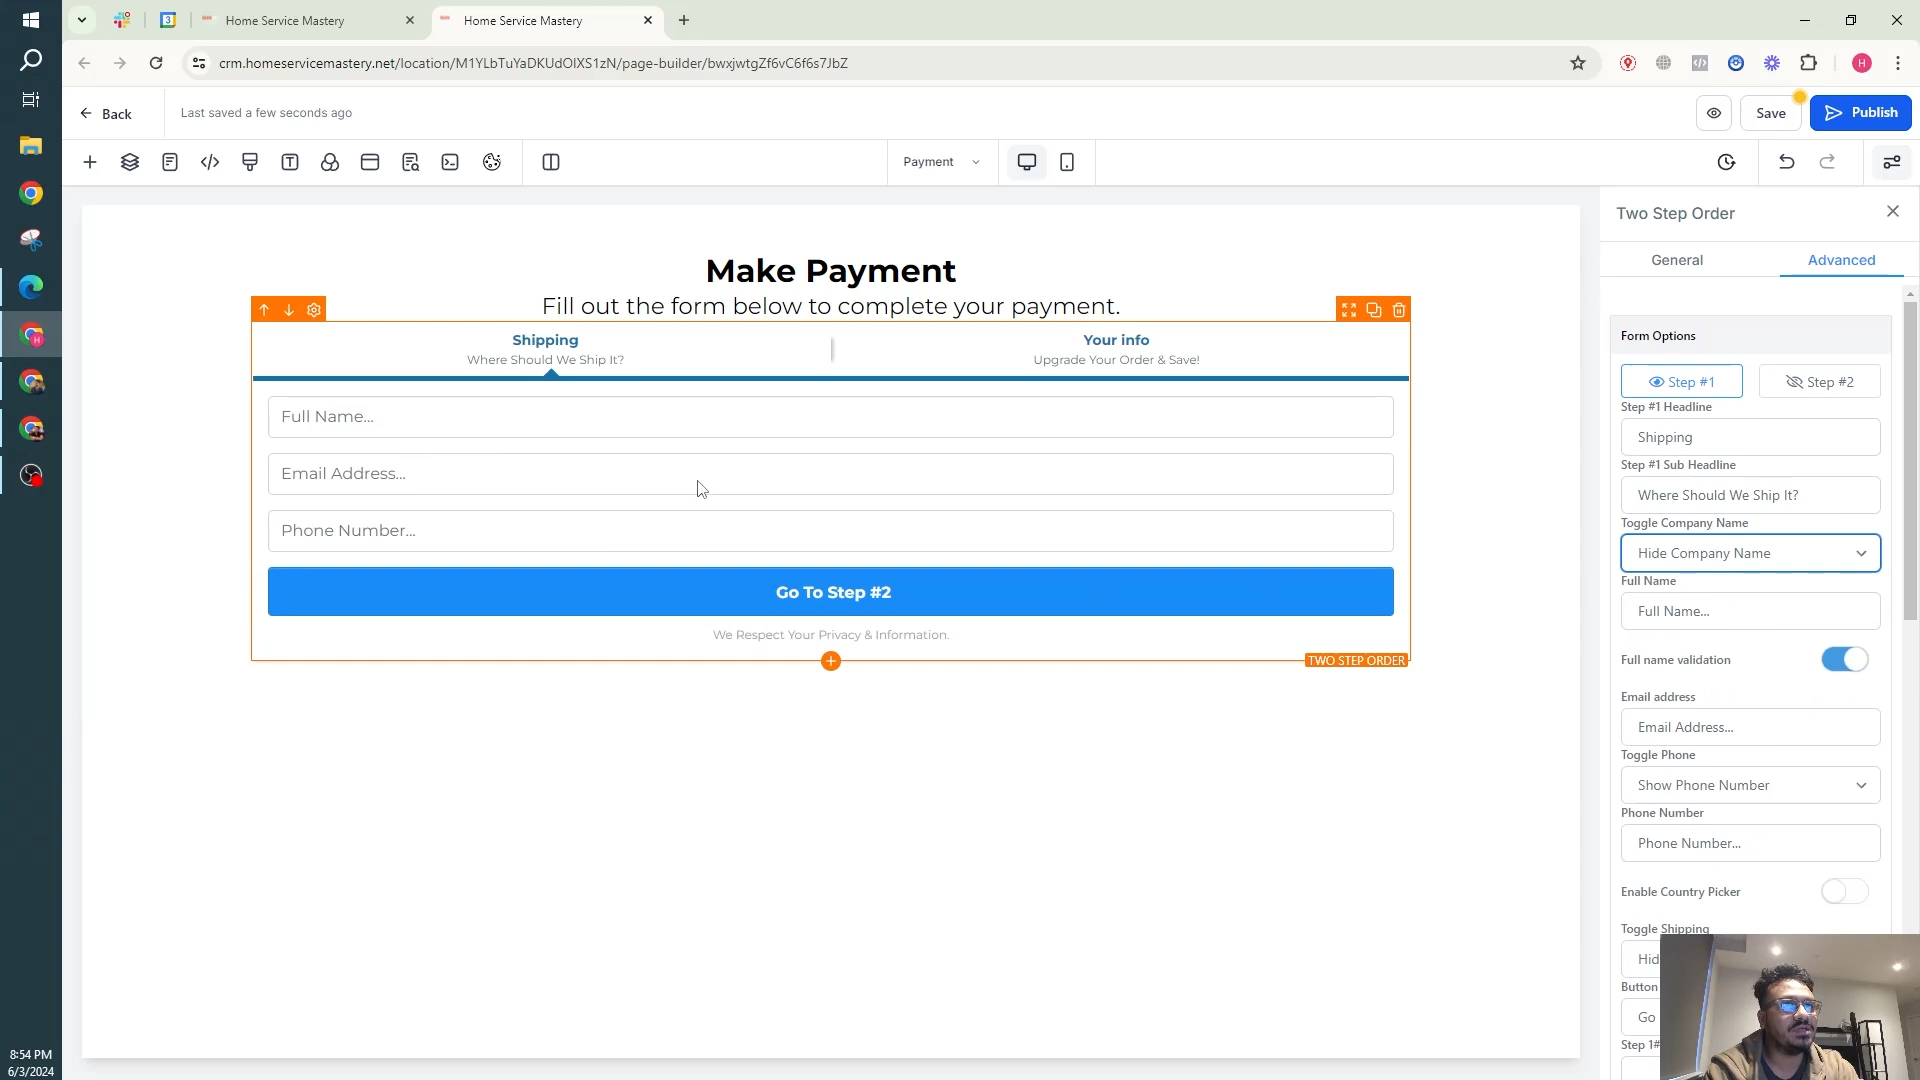 Home Service Mastery
Home Service Mastery
crm.homeservicemastery.net/location/M1YLbTuYaDKUdOlXS1zN/page-builder/bwxjwtgZf6vC6f6s7JbZ
H
Back
Last saved a few seconds ago
Save
Publish
Payment
Make Payment
Fill out the form below to complete your payment.
Shipping
Where Should We Ship It?
Your info
Upgrade Your Order & Save!
Full Name...
Email Address...
Phone Number...
Go To Step #2
We Respect Your Privacy & Information.
TWO STEP ORDER
Two Step Order
General
Advanced
Form Options
Step #1
Step #2
Step #1 Headline
Shipping
Step #1 Sub Headline
Where Should We Ship It?
Toggle Company Name
Hide Company Name
Full Name
Full Name...
Full name validation
Email address
Email Address...
Toggle Phone
Show Phone Number
Phone Number
Phone Number...
Enable Country Picker
Toggle Shipping
Hid
Button
Go
Step 1#
8:54 PM
6/3/2024